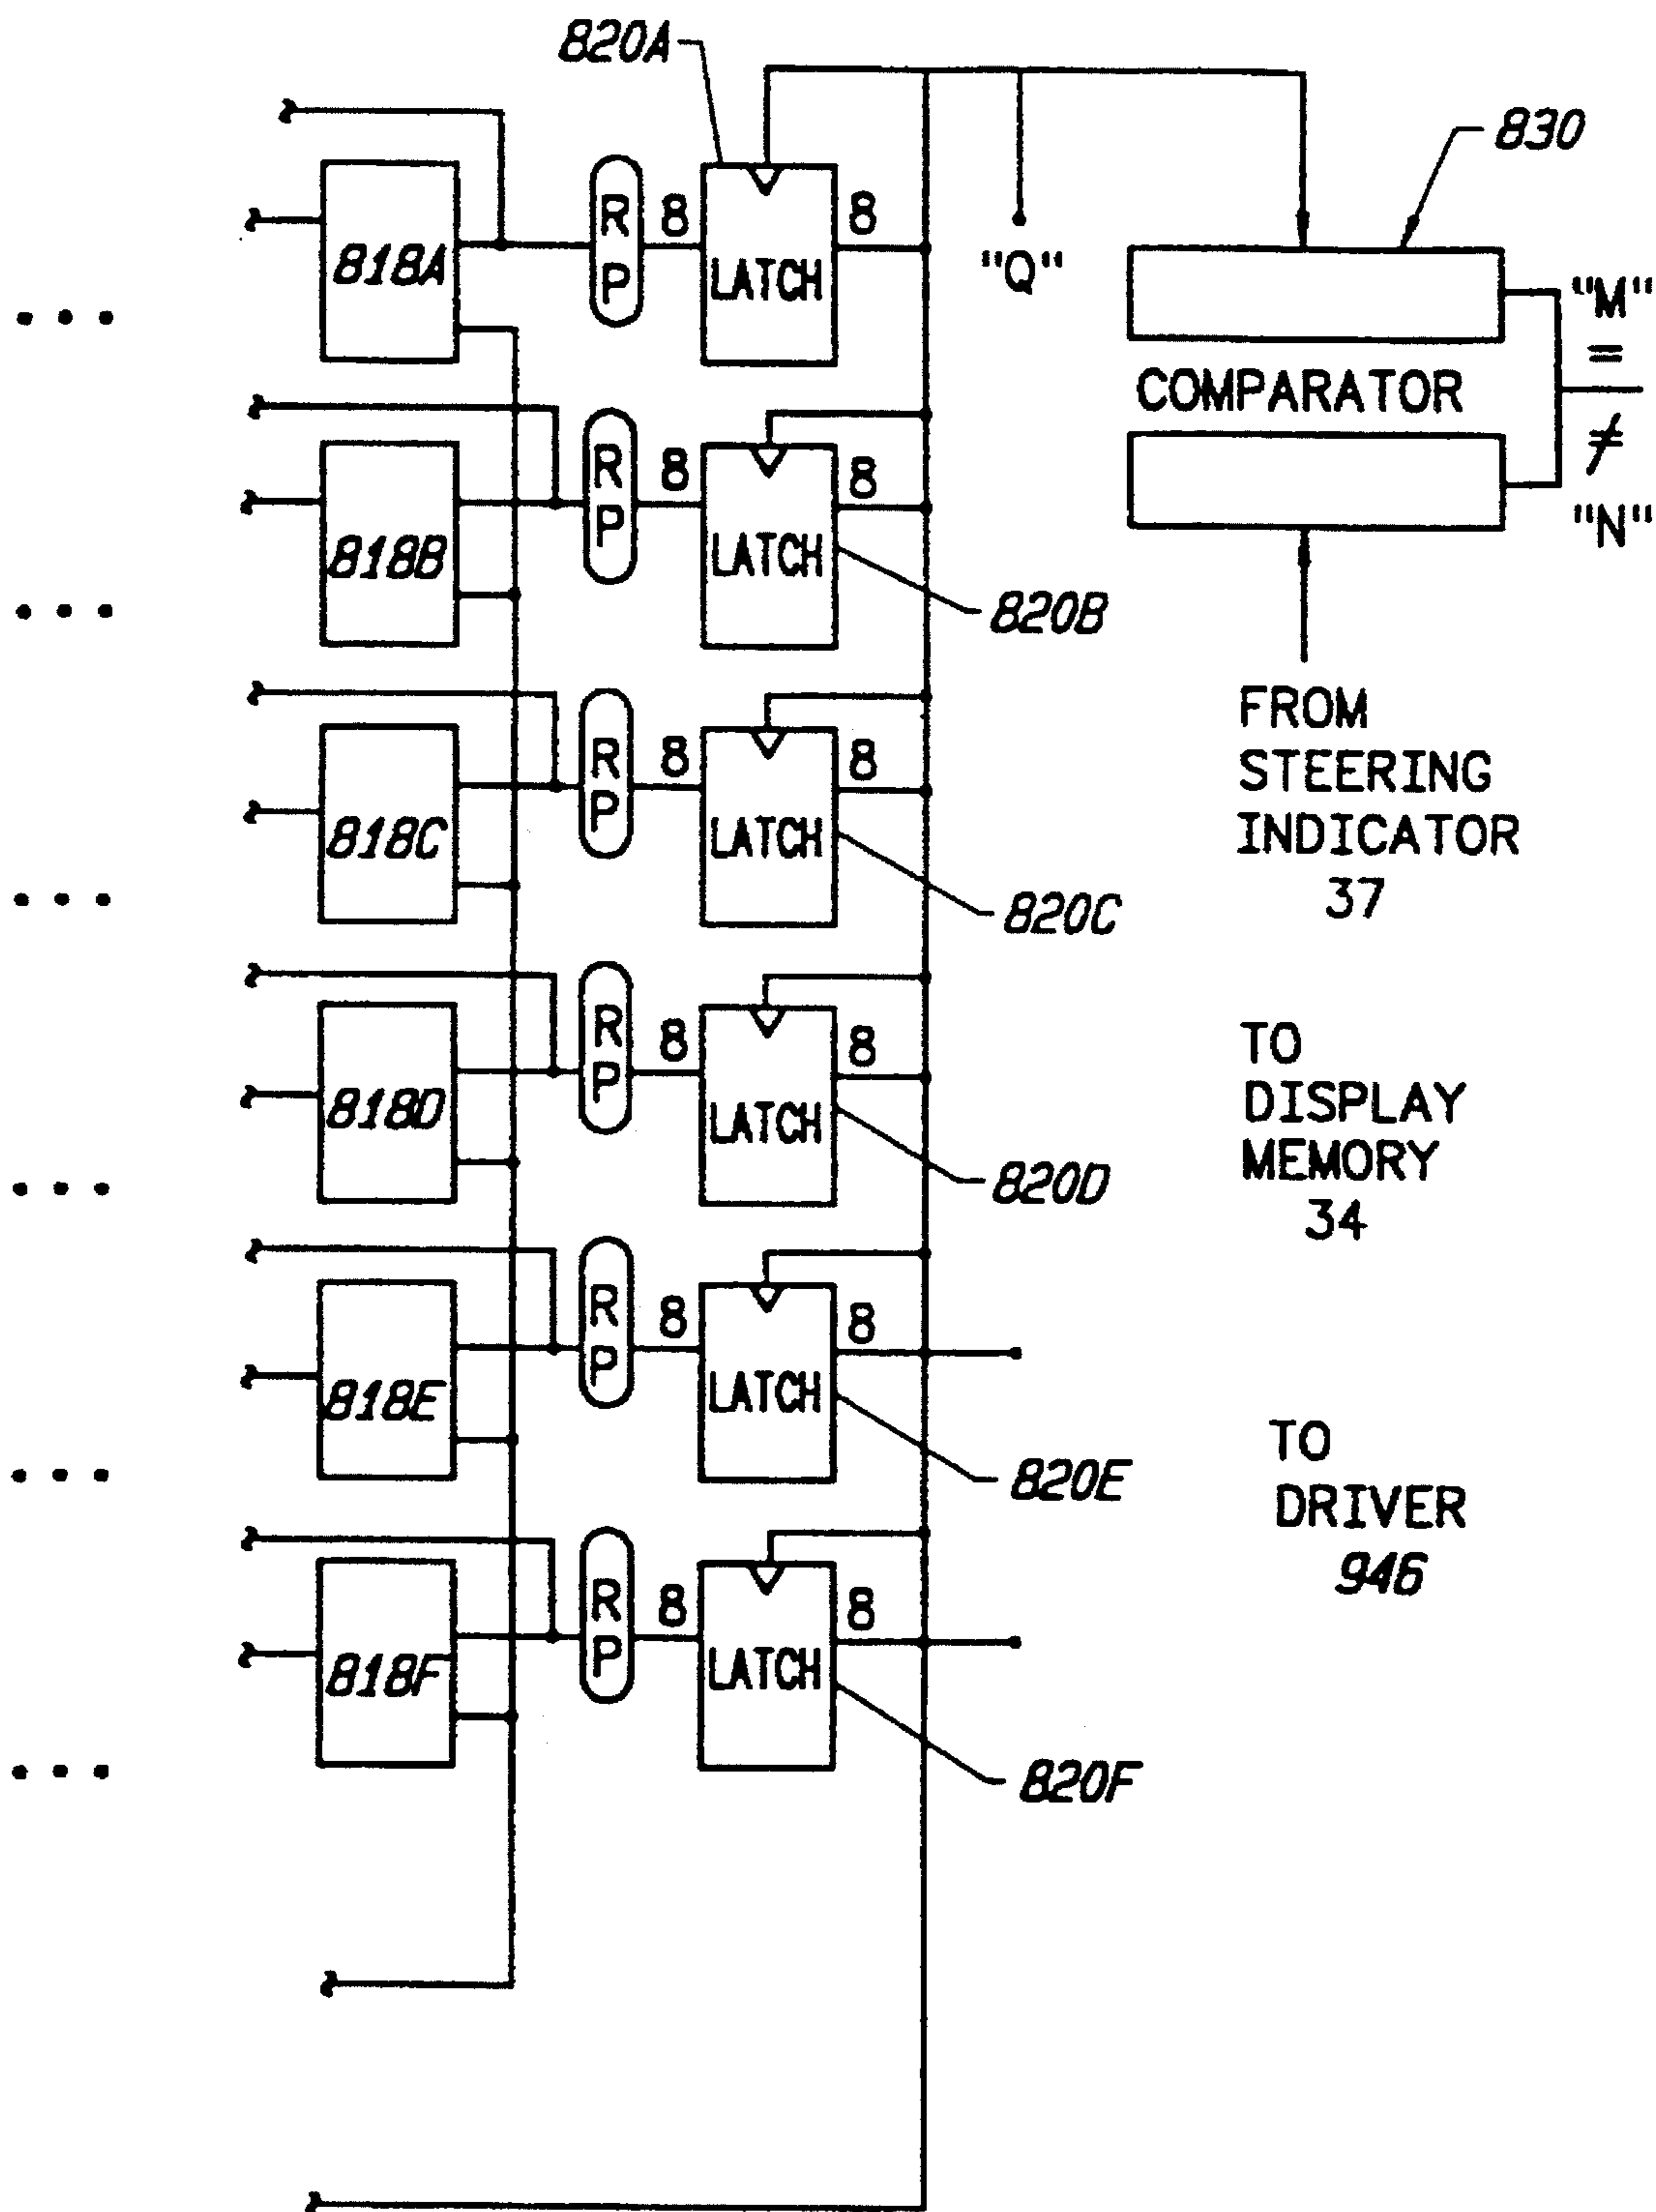 820A
830
818A
R
P
8
LATCH
8
"Q"
"M"
=
COMPARATOR
≠
"N"
818B
R
P
8
LATCH
8
820B
FROM
STEERING
INDICATOR
37
818C
R
P
8
LATCH
8
820C
818D
R
P
8
LATCH
8
820D
TO
DISPLAY
MEMORY
34
818E
R
P
8
LATCH
8
820E
TO
DRIVER
946
818F
R
P
8
LATCH
8
820F